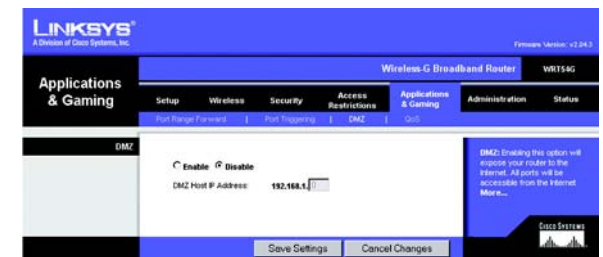 LINKSYS®
A Division of Cisco Systems, Inc.
Firmware Version: v2.04.3
Wireless-G Broadband Router WRT54G
Applications & Gaming
Setup Wireless Security Access Restrictions Applications & Gaming Administration Status
Port Range Forward | Port Triggering | DMZ | QoS
DMZ
Enable Disable
DMZ Host IP Address: 192.168.1.0
DMZ: Enabling this option will
expose your router to the
Internet. All ports will be
accessible from the Internet
More...
Save Settings Cancel Changes
CISCO SYSTEMS